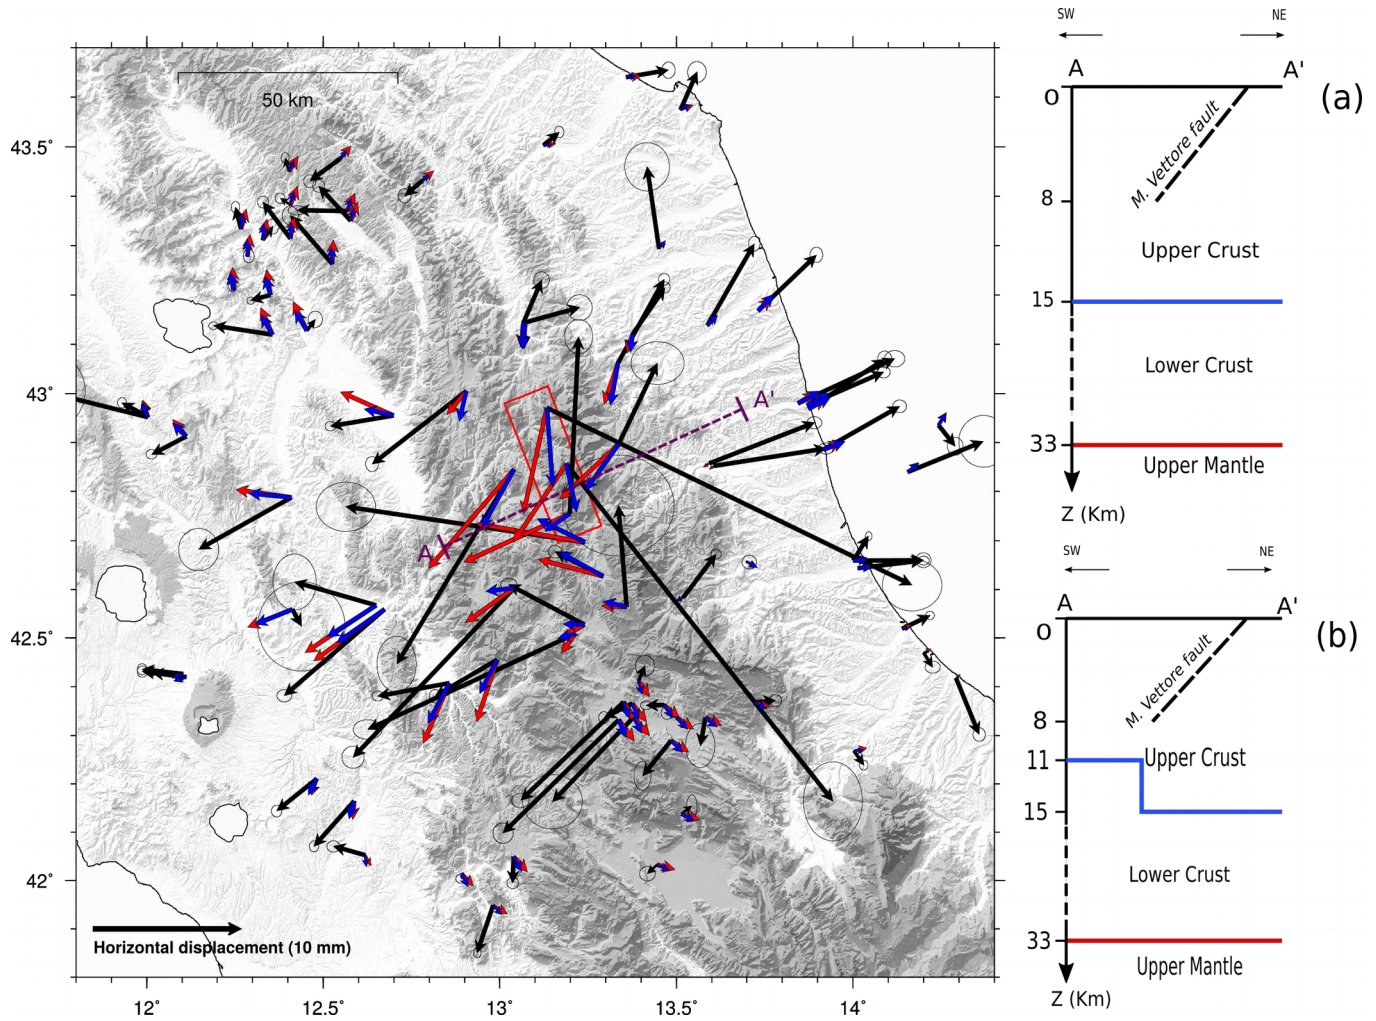 50 km
43.5°
43°
42.5°
42°
12°
12.5°
13°
13.5°
14°
A
A'
Horizontal displacement (10 mm)
SW
NE
A
A'
(a)
O
M. Vettore fault
8
Upper Crust
15
Lower Crust
33
Upper Mantle
Z (Km)
SW
NE
A
A'
(b)
O
M. Vettore fault
8
11
Upper Crust
15
Lower Crust
33
Upper Mantle
Z (Km)